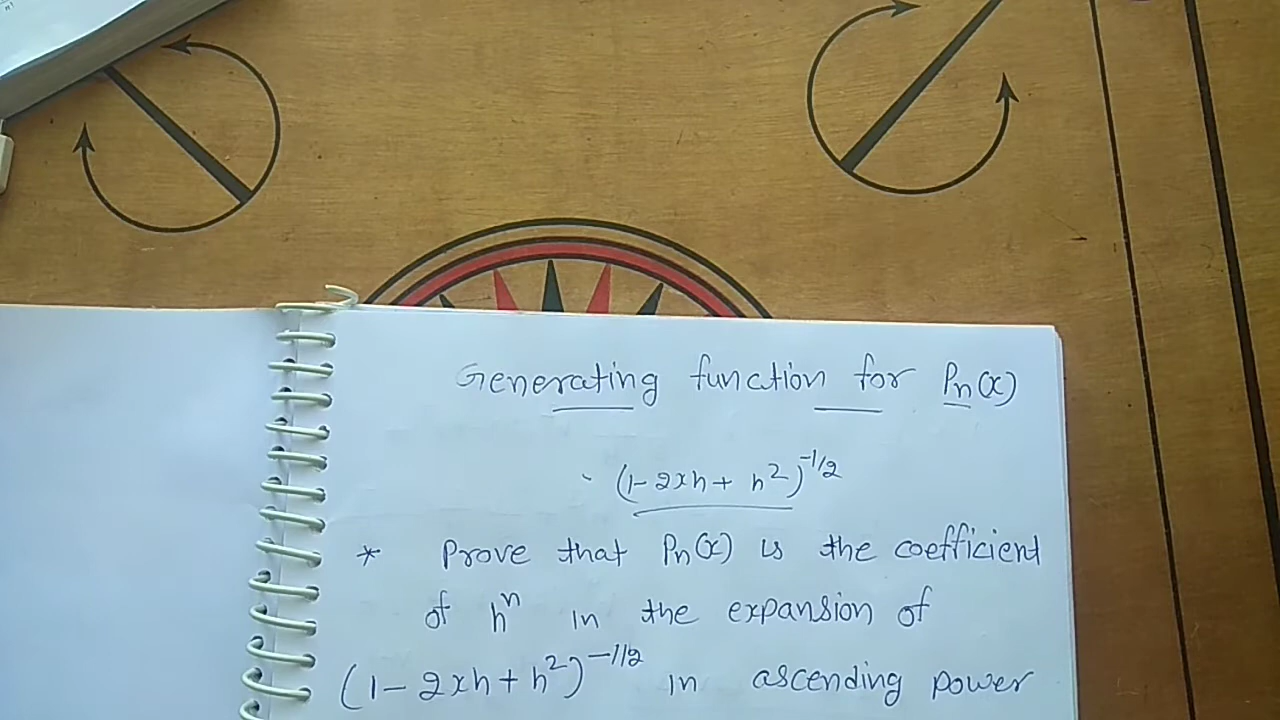 Generating function for Pn(x)
(1-2xh+h²)^-1/2
* Prove that Pn(x) is the coefficient
of hⁿ in the expansion of
(1-2xh+h²)^-1/2 in ascending power